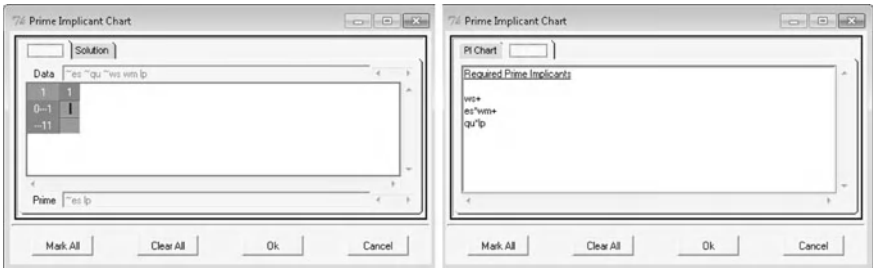 Prime Implicant Chart
Solution
Data ~es ~qu ~ws wm lp
1 1
0--1
--11
Prime ~es lp
Mark All Clear All Ok Cancel
Prime Implicant Chart
PI Chart
Required Prime Implicants
ws+
es*wm+
qu*lp
Mark All Clear All Ok Cancel